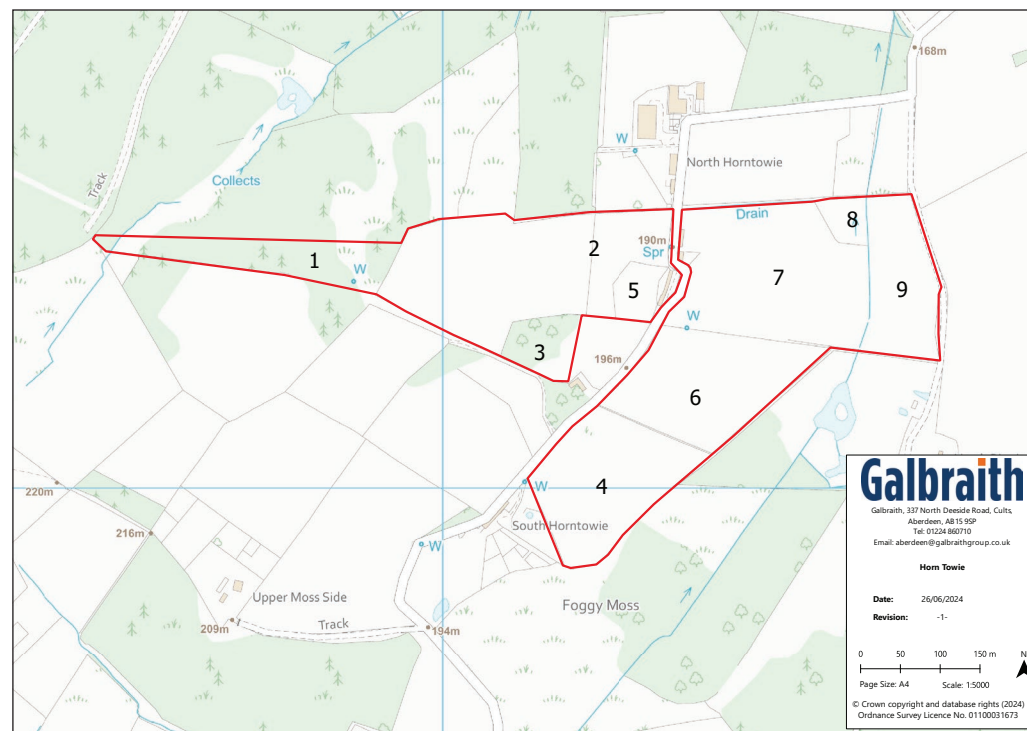 168m
W
North Horntowie
Track
Collects
Drain
8
190m
Spr
2
1
W
5
7
9
W
3
196m
6
220m
4
W
216m
South Horntowie
W
Upper Moss Side
Foggy Moss
209m
Track
194m
Galbraith
Galbraith, 337 North Deeside Road, Cults,
Aberdeen, AB15 9SP
Tel: 01224 860710
Email: aberdeen@galbraithgroup.co.uk
Horn Towie
Date: 26/06/2024
Revision: -1-
0 50 100 150 m
Page Size: A4 Scale: 1:5000
© Crown copyright and database rights (2024)
Ordnance Survey Licence No. 01100031673